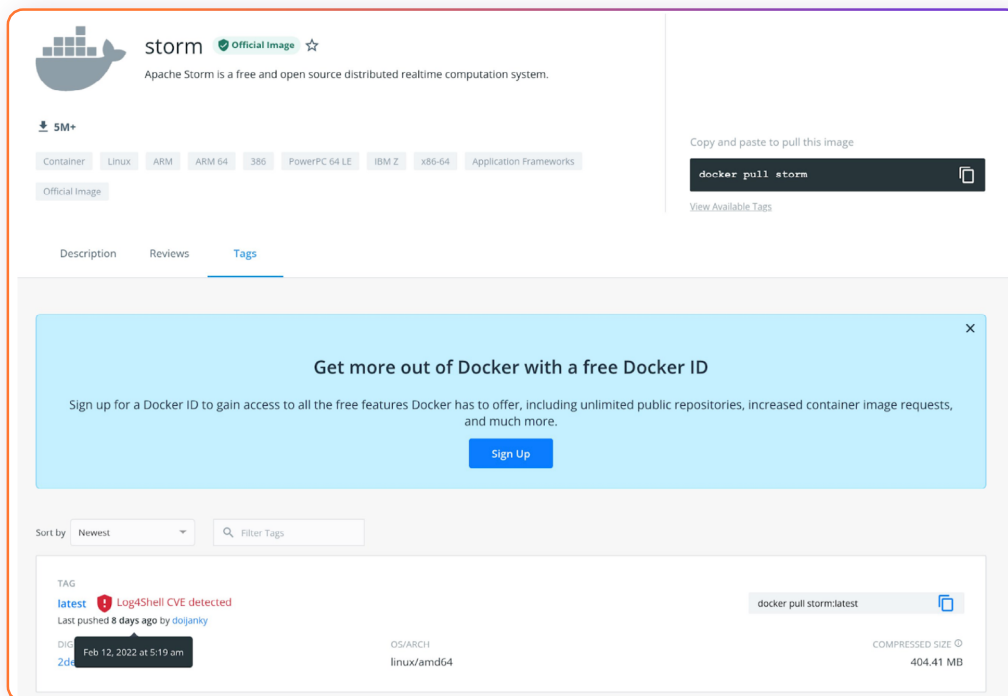 storm Official Image
Apache Storm is a free and open source distributed realtime computation system.
5M+
Container Linux ARM ARM 64 386 PowerPC 64 LE IBM Z x86-64 Application Frameworks
Official Image
Copy and paste to pull this image
docker pull storm
View Available Tags
Description Reviews Tags
Get more out of Docker with a free Docker ID
Sign up for a Docker ID to gain access to all the free features Docker has to offer, including unlimited public repositories, increased container image requests,
and much more.
Sign Up
Sort by Newest Filter Tags
TAG
latest Log4Shell CVE detected
docker pull storm:latest
Last pushed 8 days ago by doijanky
Feb 12, 2022 at 5:19 am
DIG OS/ARCH COMPRESSED SIZE
2de linux/amd64 404.41 MB